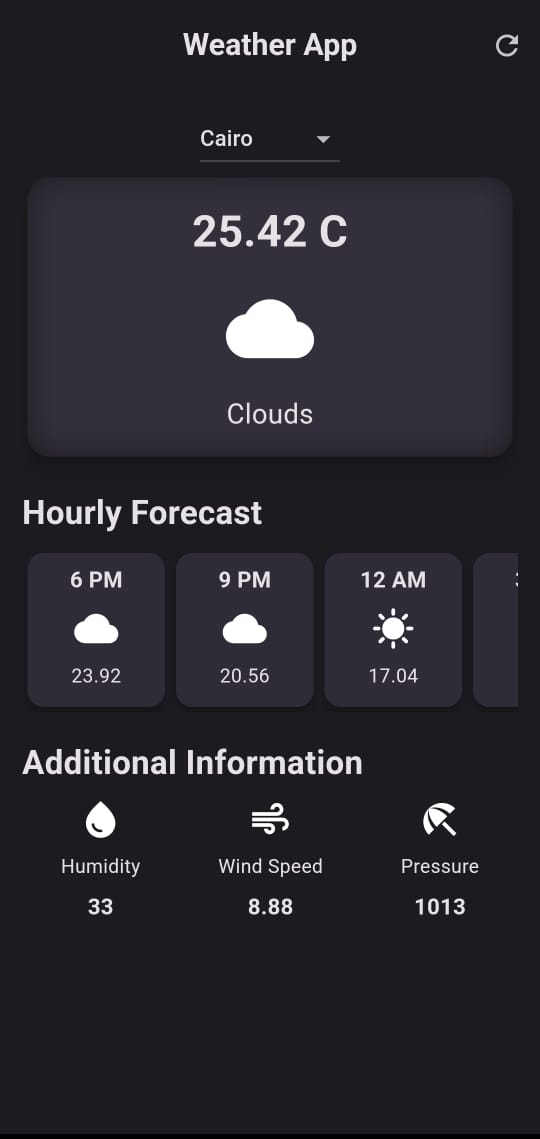 Weather App
Cairo
25.42 C
Clouds
Hourly Forecast
6 PM 9 PM 12 AM
23.92 20.56 17.04
Additional Information
Humidity Wind Speed Pressure
33 8.88 1013